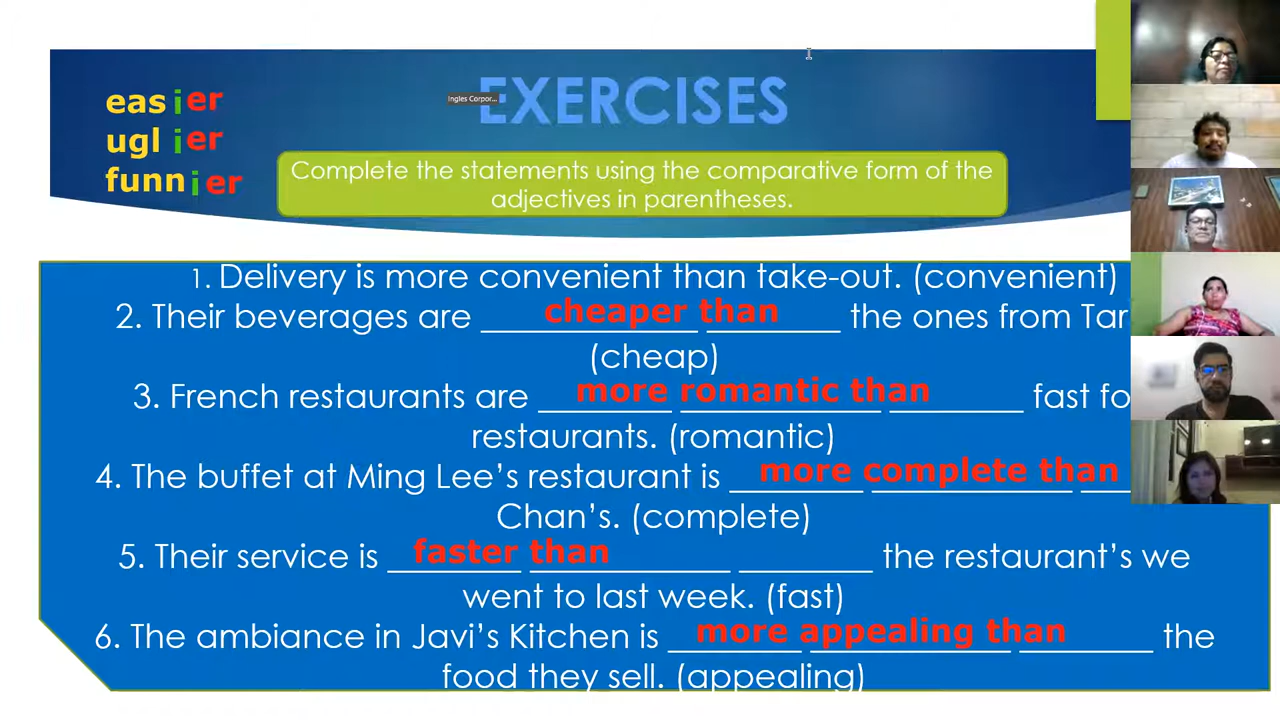 EXERCISES
Ingles Corpor...
easier
uglier
funnier
Complete the statements using the comparative form of the
adjectives in parentheses.
1. Delivery is more convenient than take-out. (convenient)
2. Their beverages are cheaper than the ones from Tar
(cheap)
3. French restaurants are more romantic than fast fo
restaurants. (romantic)
4. The buffet at Ming Lee’s restaurant is more complete than
Chan’s. (complete)
5. Their service is faster than the restaurant’s we
went to last week. (fast)
6. The ambiance in Javi’s Kitchen is more appealing than the
food they sell. (appealing)